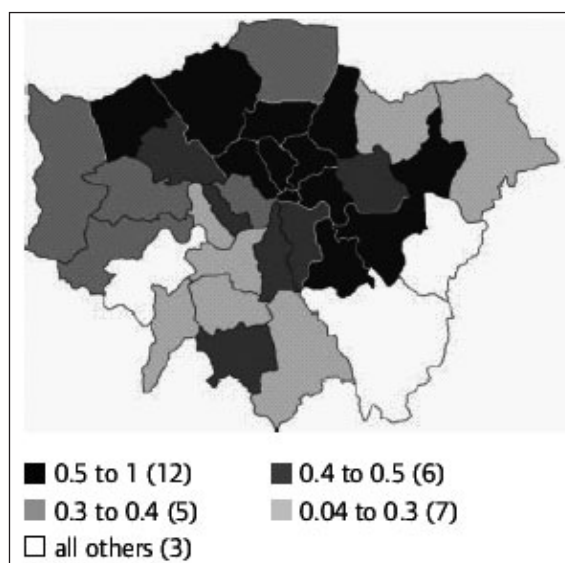 0.5 to 1 (12) 0.4 to 0.5 (6)
0.3 to 0.4 (5) 0.04 to 0.3 (7)
all others (3)